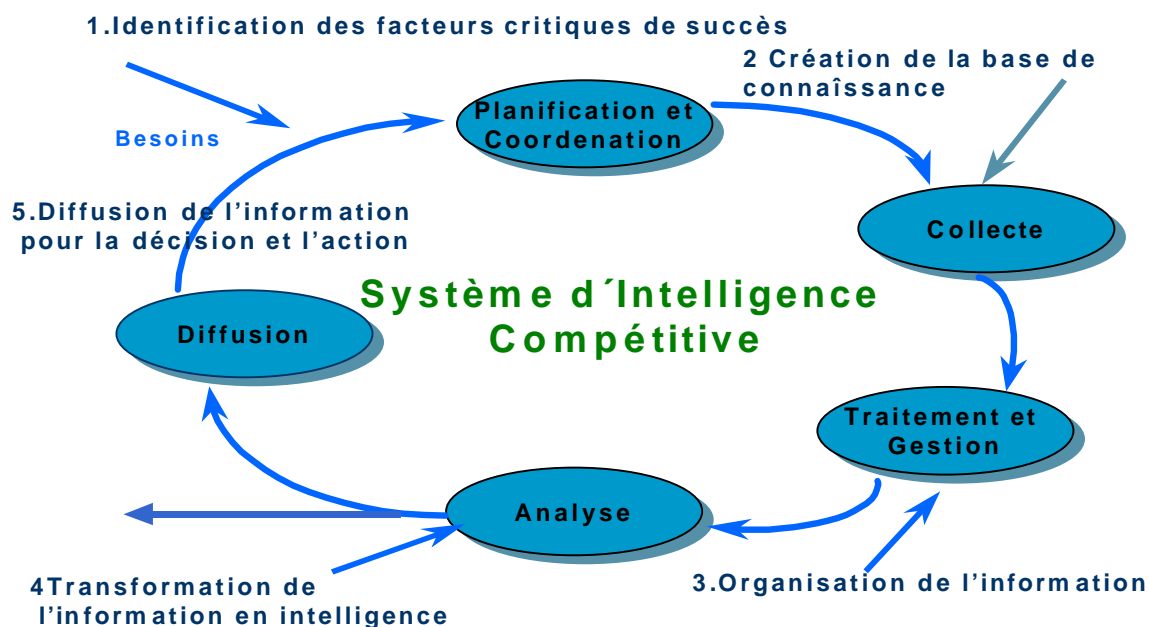 1.Identification des facteurs critiques de succès
2 Création de la base de
connaîssance
Planification et
Coordenation
Besoins
5.Diffusion de l’information
pour la décision et l’action
Collecte
Système d´Intelligence
Compétitive
Diffusion
Traitement et
Gestion
Analyse
3.Organisation de l’information
4Transformation de
l’information en intelligence